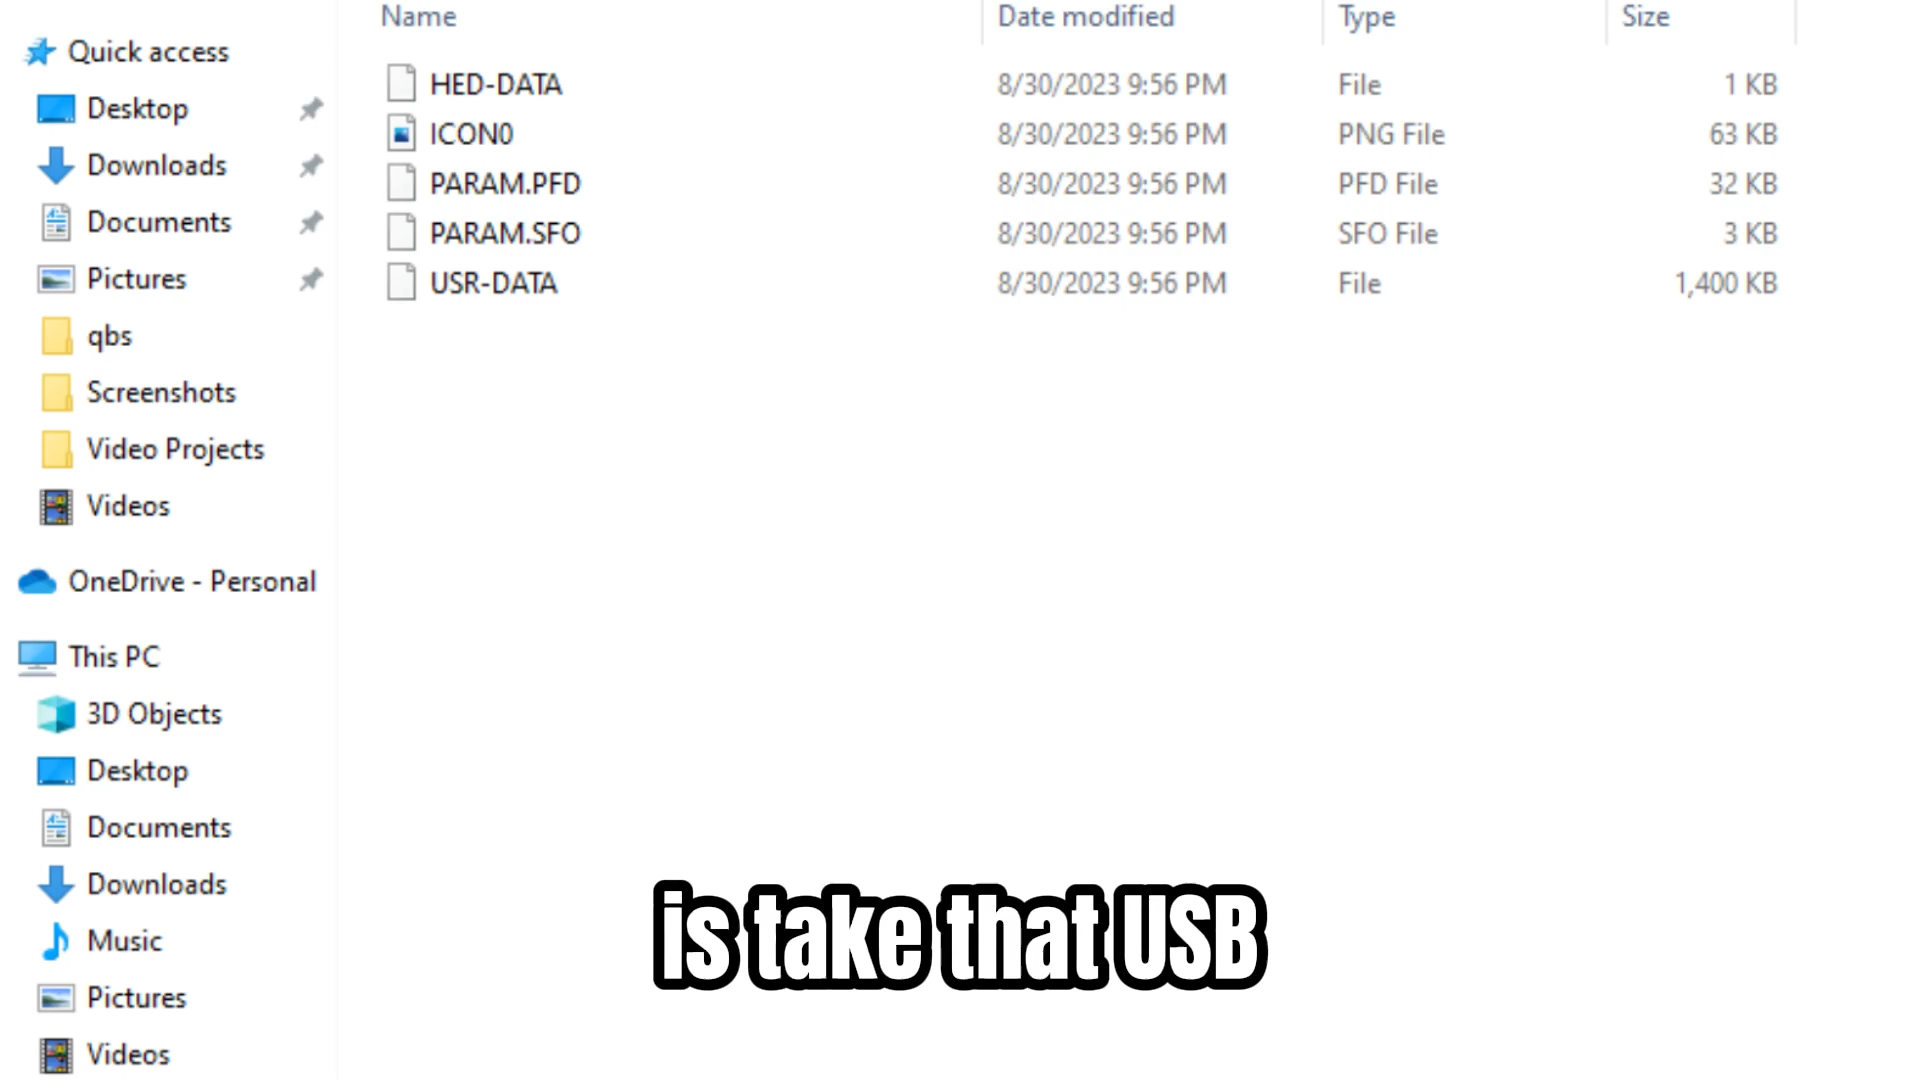 Name Date modified Type Size
Quick access
Desktop
Downloads
Documents
Pictures
qbs
Screenshots
Video Projects
Videos
OneDrive - Personal
This PC
3D Objects
Desktop
Documents
Downloads
Music
Pictures
Videos
HED-DATA 8/30/2023 9:56 PM File 1 KB
ICON0 8/30/2023 9:56 PM PNG File 63 KB
PARAM.PFD 8/30/2023 9:56 PM PFD File 32 KB
PARAM.SFO 8/30/2023 9:56 PM SFO File 3 KB
USR-DATA 8/30/2023 9:56 PM File 1,400 KB
is take that USB